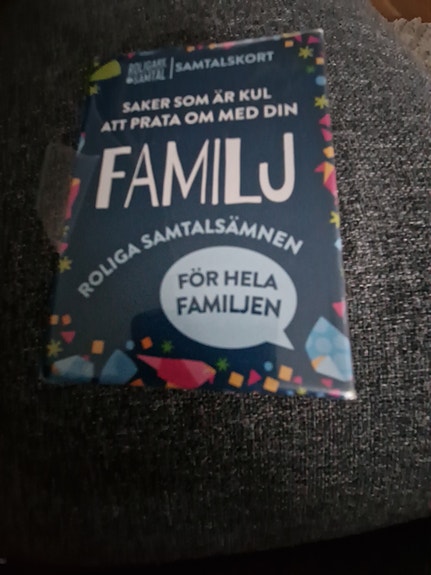 ROLIGARE SAMTAL | SAMTALSKORT
SAKER SOM ÄR KUL
ATT PRATA OM MED DIN
FAMILJ
ROLIGA SAMTALSÄMNEN
FÖR HELA
FAMILJEN